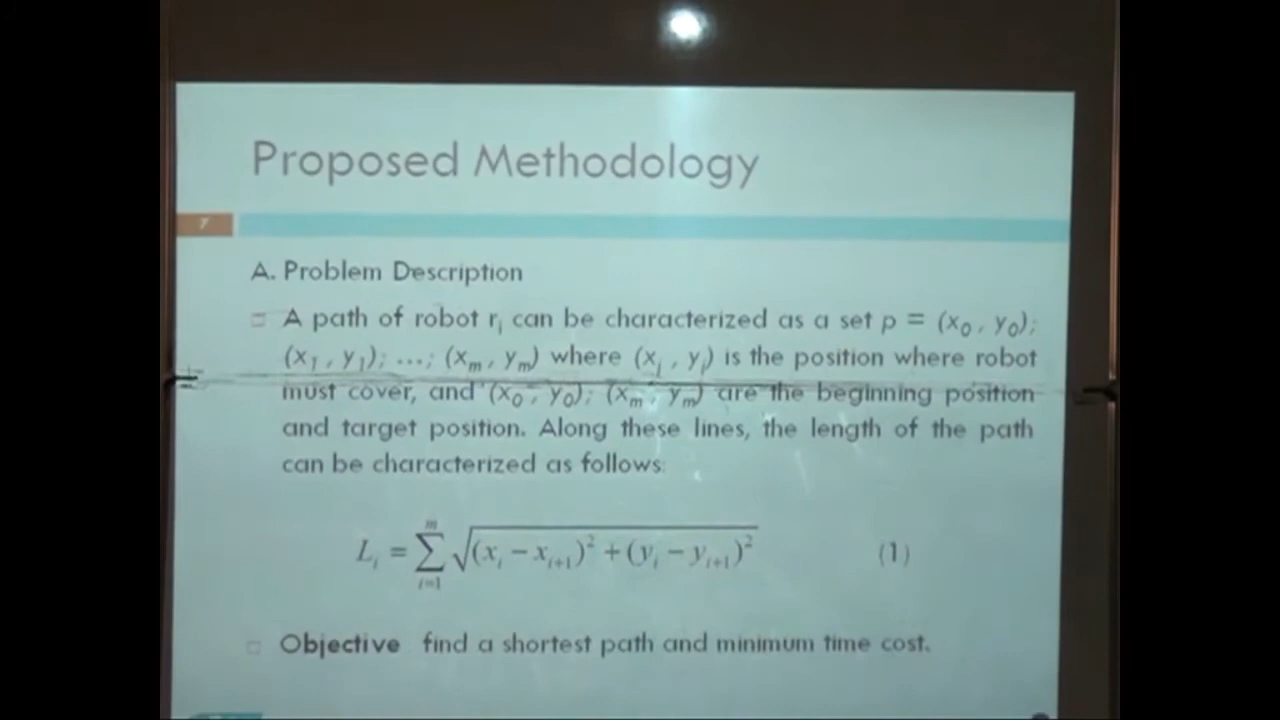 Proposed Methodology
7
A. Problem Description
A path of robot rᵢ can be characterized as a set p = (x₀ , y₀);
(x₁ , y₁); ...; (xₘ , yₘ) where (xᵢ , yᵢ) is the position where robot
must cover, and (x₀ , y₀); (xₘ , yₘ) are the beginning position
and target position. Along these lines, the length of the path
can be characterized as follows:
Lᵢ = ∑ᵢ₌₁ᵐ √((xᵢ − xᵢ₊₁)² + (yᵢ − yᵢ₊₁)²) (1)
Objective find a shortest path and minimum time cost.